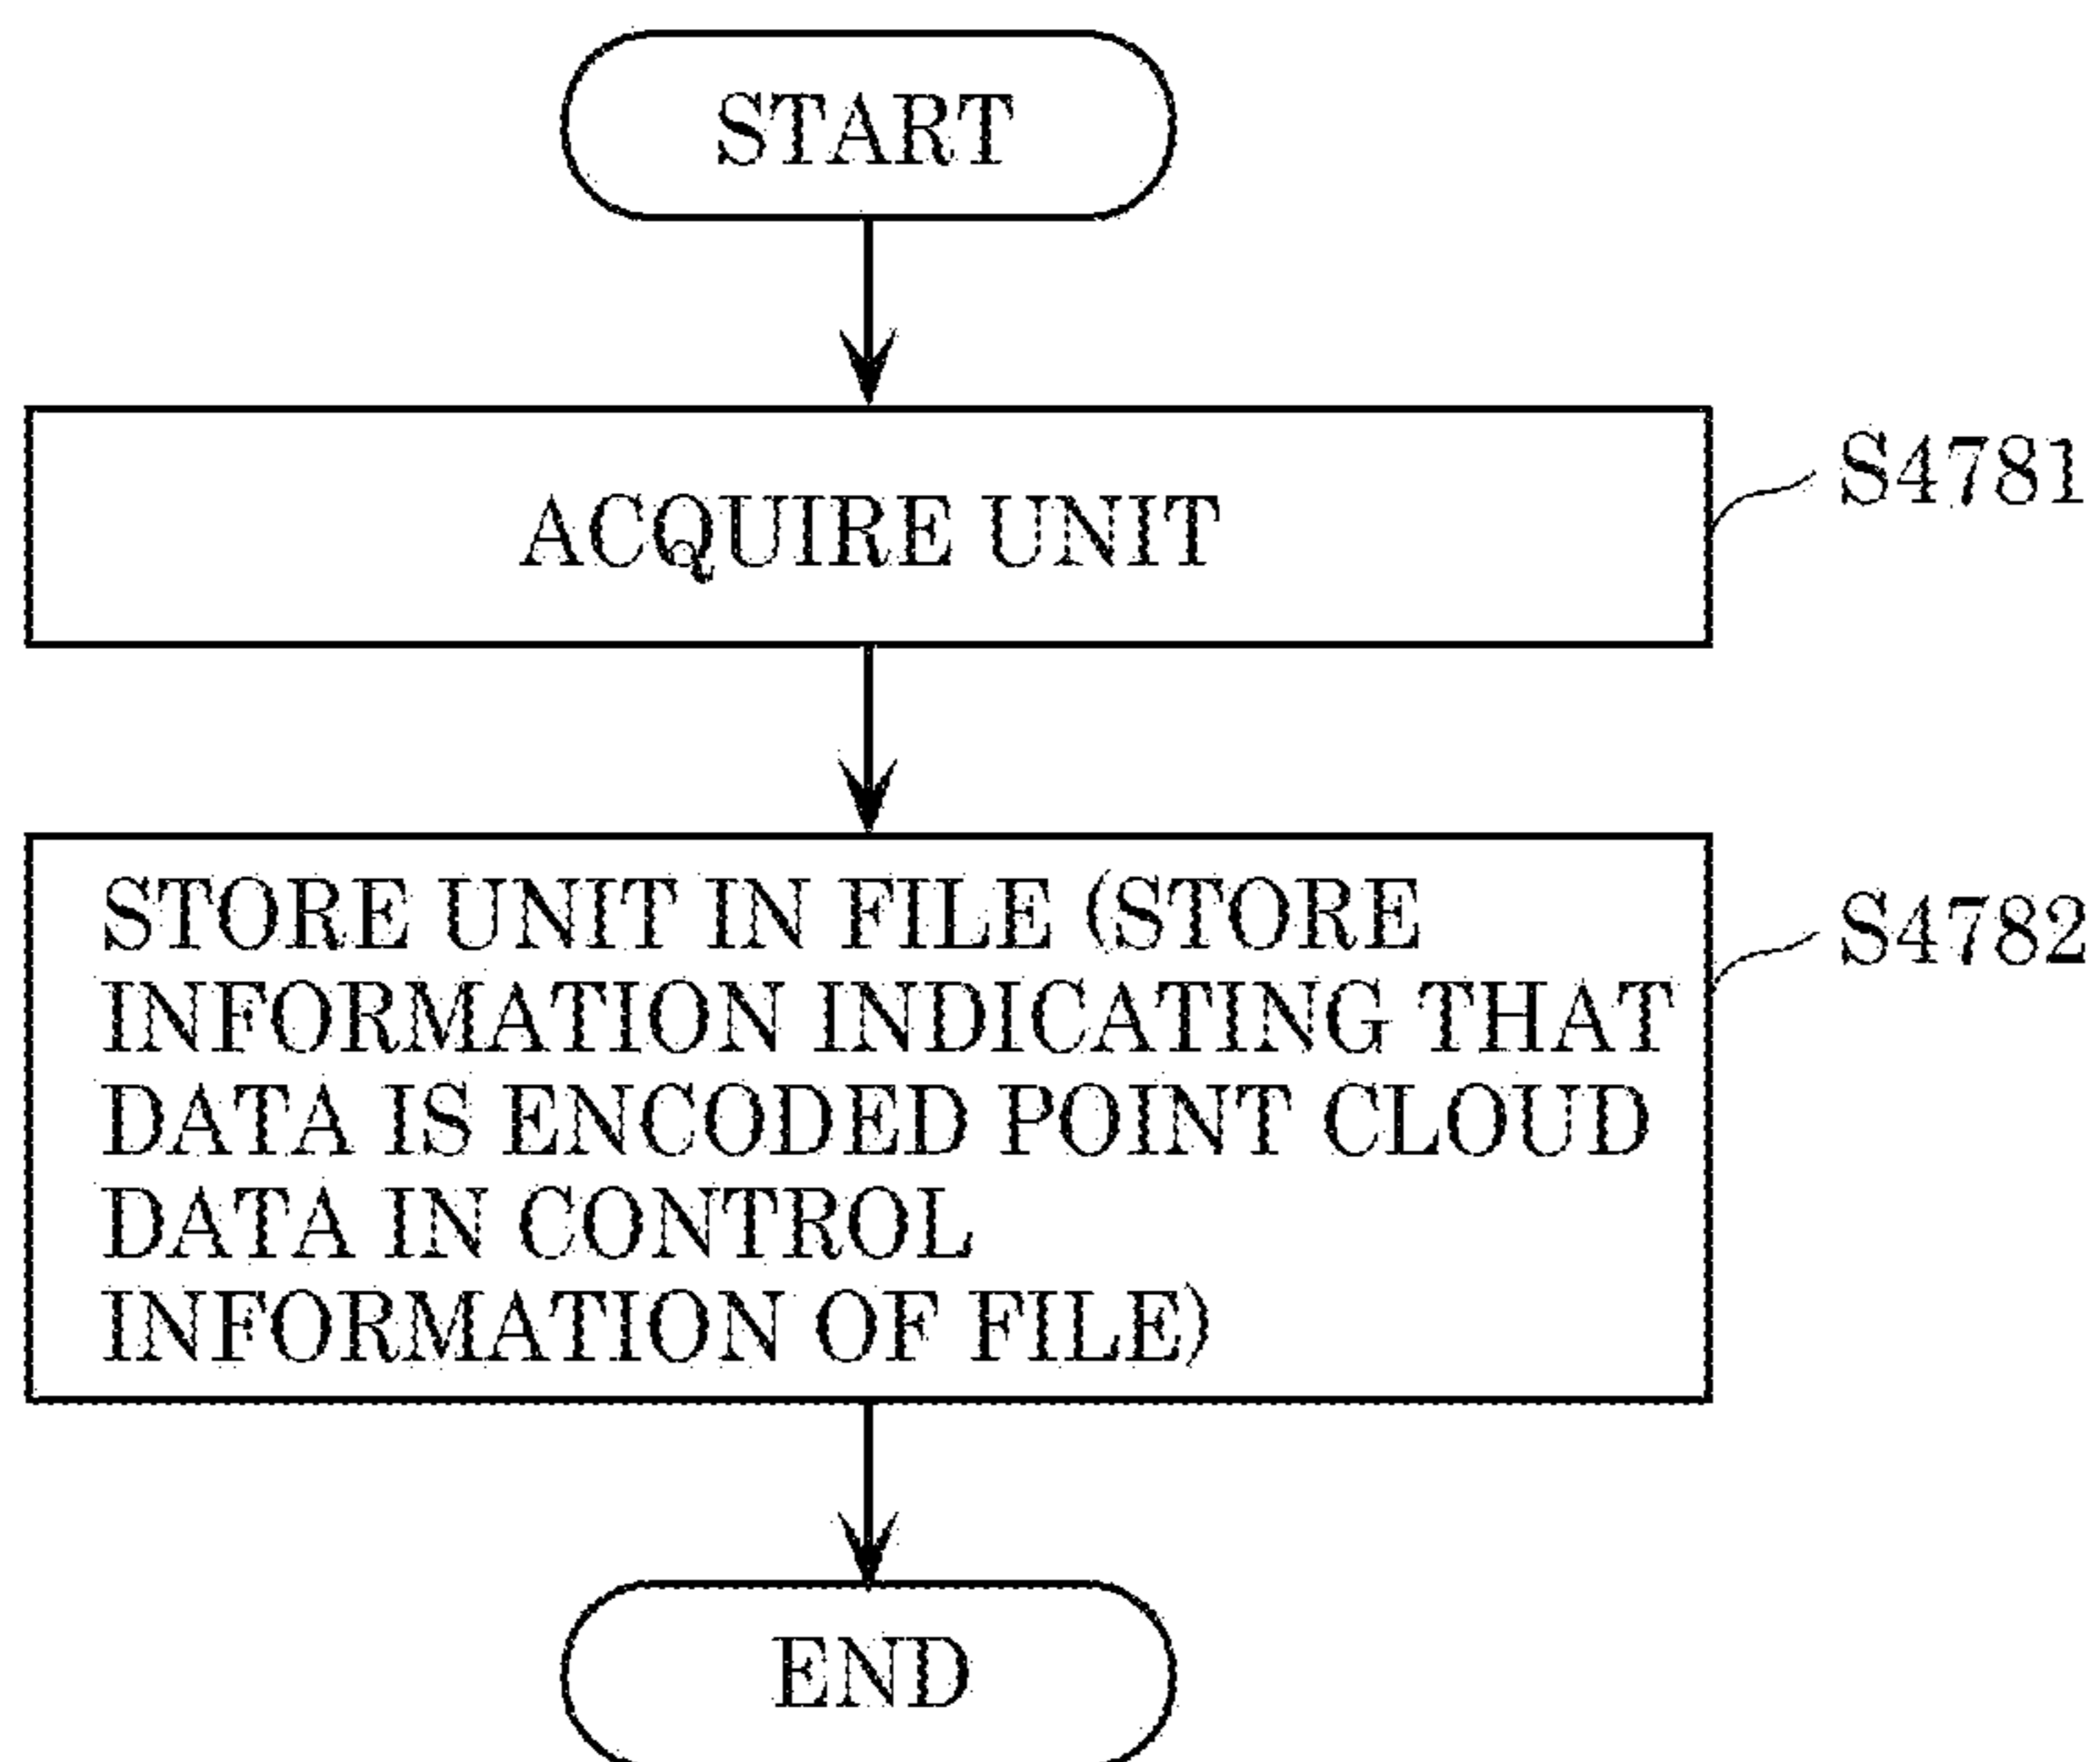 START
ACQUIRE UNIT
S4781
STORE UNIT IN FILE (STORE
INFORMATION INDICATING THAT
DATA IS ENCODED POINT CLOUD
DATA IN CONTROL
INFORMATION OF FILE)
S4782
END